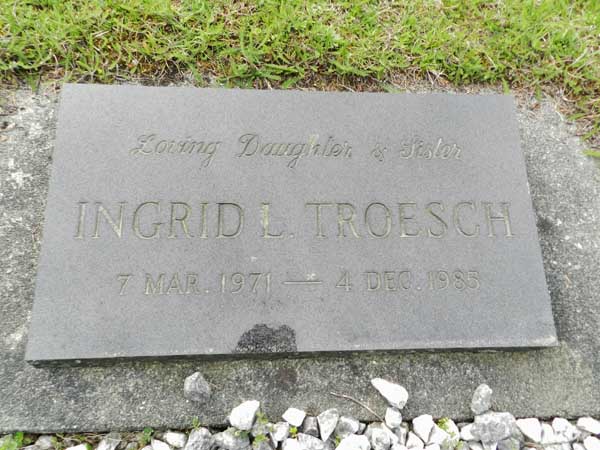 Loving Daughter & Sister
INGRID L. TROESCH
7 MAR. 1971 — 4 DEC. 1985